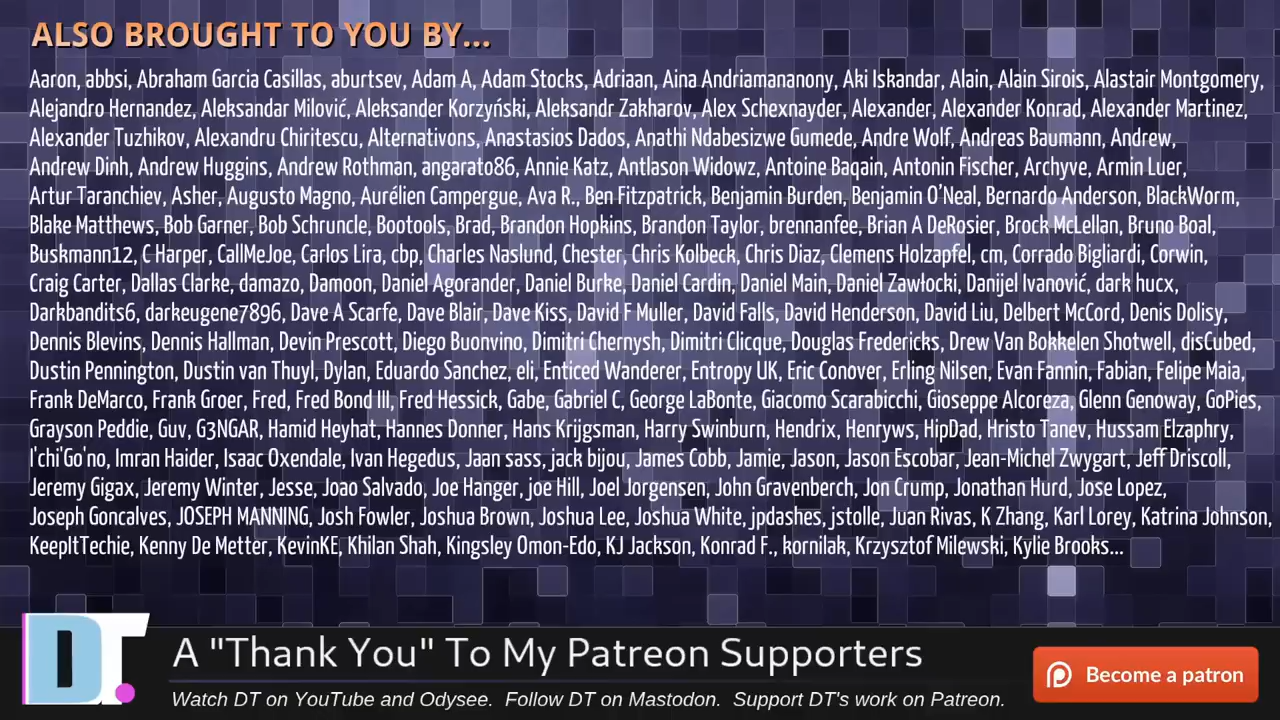 ALSO BROUGHT TO YOU BY...
Aaron, abbsi, Abraham Garcia Casillas, aburtsev, Adam A, Adam Stocks, Adriaan, Aina Andriamananony, Aki Iskandar, Alain, Alain Sirois, Alastair Montgomery,
Alejandro Hernandez, Aleksandar Milović, Aleksander Korzyński, Aleksandr Zakharov, Alex Schexnayder, Alexander, Alexander Konrad, Alexander Martinez,
Alexander Tuzhikov, Alexandru Chiritescu, Alternativons, Anastasios Dados, Anathi Ndabesizwe Gumede, Andre Wolf, Andreas Baumann, Andrew,
Andrew Dinh, Andrew Huggins, Andrew Rothman, angarato86, Annie Katz, Antlason Widowz, Antoine Baqain, Antonin Fischer, Archyve, Armin Luer,
Artur Taranchiev, Asher, Augusto Magno, Aurélien Campergue, Ava R., Ben Fitzpatrick, Benjamin Burden, Benjamin O'Neal, Bernardo Anderson, BlackWorm,
Blake Matthews, Bob Garner, Bob Schruncle, Bootools, Brad, Brandon Hopkins, Brandon Taylor, brennanfee, Brian A DeRosier, Brock McLellan, Bruno Boal,
Buskmann12, C Harper, CallMeJoe, Carlos Lira, cbp, Charles Naslund, Chester, Chris Kolbeck, Chris Diaz, Clemens Holzapfel, cm, Corrado Bigliardi, Corwin,
Craig Carter, Dallas Clarke, damazo, Damoon, Daniel Agorander, Daniel Burke, Daniel Cardin, Daniel Main, Daniel Zawłocki, Danijel Ivanović, dark hucx,
Darkbandits6, darkeugene7896, Dave A Scarfe, Dave Blair, Dave Kiss, David F Muller, David Falls, David Henderson, David Liu, Delbert McCord, Denis Dolisy,
Dennis Blevins, Dennis Hallman, Devin Prescott, Diego Buonvino, Dimitri Chernysh, Dimitri Clicque, Douglas Fredericks, Drew Van Bokkelen Shotwell, disCubed,
Dustin Pennington, Dustin van Thuyl, Dylan, Eduardo Sanchez, eli, Enticed Wanderer, Entropy UK, Eric Conover, Erling Nilsen, Evan Fannin, Fabian, Felipe Maia,
Frank DeMarco, Frank Groer, Fred, Fred Bond III, Fred Hessick, Gabe, Gabriel C, George LaBonte, Giacomo Scarabicchi, Gioseppe Alcoreza, Glenn Genoway, GoPies,
Grayson Peddie, Guv, G3NGAR, Hamid Heyhat, Hannes Donner, Hans Krijgsman, Harry Swinburn, Hendrix, Henryws, HipDad, Hristo Tanev, Hussam Elzaphry,
I'chi'Go'no, Imran Haider, Isaac Oxendale, Ivan Hegedus, Jaan sass, jack bijou, James Cobb, Jamie, Jason, Jason Escobar, Jean-Michel Zwygart, Jeff Driscoll,
Jeremy Gigax, Jeremy Winter, Jesse, Joao Salvado, Joe Hanger, joe Hill, Joel Jorgensen, John Gravenberch, Jon Crump, Jonathan Hurd, Jose Lopez,
Joseph Goncalves, JOSEPH MANNING, Josh Fowler, Joshua Brown, Joshua Lee, Joshua White, jpdashes, jstolle, Juan Rivas, K Zhang, Karl Lorey, Katrina Johnson,
KeepItTechie, Kenny De Metter, KevinKE, Khilan Shah, Kingsley Omon-Edo, KJ Jackson, Konrad F., kornilak, Krzysztof Milewski, Kylie Brooks...
DT.
A "Thank You" To My Patreon Supporters
Become a patron
Watch DT on YouTube and Odysee. Follow DT on Mastodon. Support DT's work on Patreon.